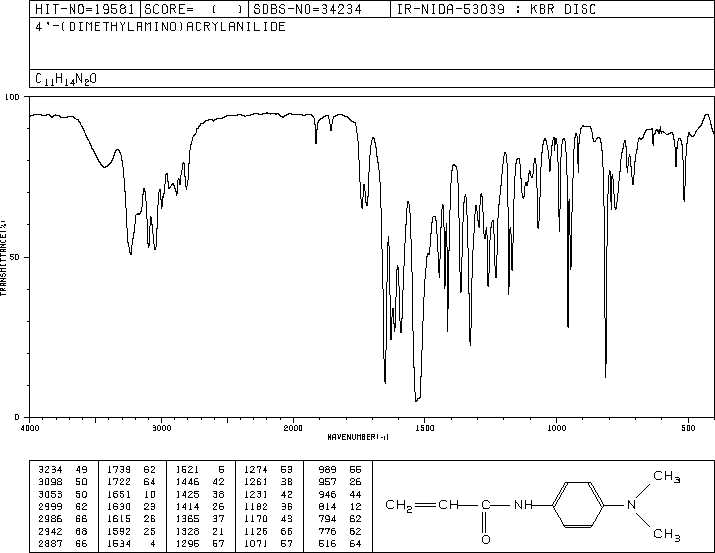 HIT-NO=19581 SCORE= ( ) SDBS-NO=34234 IR-NIDA-53039 : KBR DISC
4'-(DIMETHYLAMINO)ACRYLANILIDE
C11H14N2O
100
50
0
TRANSMITTANCE(%)
4000 3000 2000 1500 1000 500
WAVENUMBER(-1)
3234 49 1739 62 1521 5 1274 53 989 55
3098 50 1722 64 1446 42 1261 38 957 26
3053 50 1651 10 1425 38 1231 42 946 44
2999 62 1630 23 1414 26 1182 36 814 12
2986 66 1615 26 1365 37 1170 43 794 62
2942 68 1592 25 1328 21 1126 66 776 62
2887 66 1534 4 1295 57 1071 57 516 64
CH3
CH2 CH C NH N
O
CH3